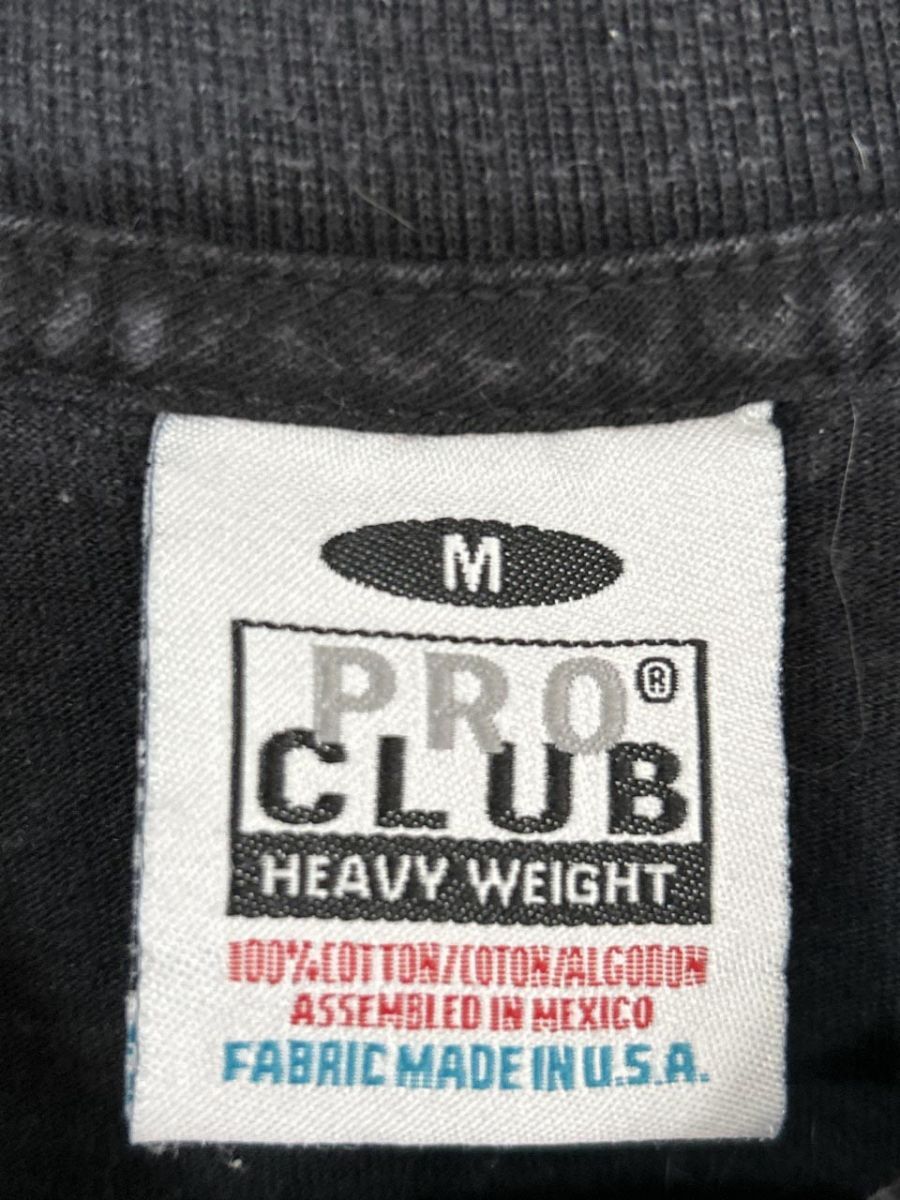 M
PRO®
CLUB
HEAVY WEIGHT
100% COTTON/COTON/ALGODON
ASSEMBLED IN MEXICO
FABRIC MADE IN U.S.A.